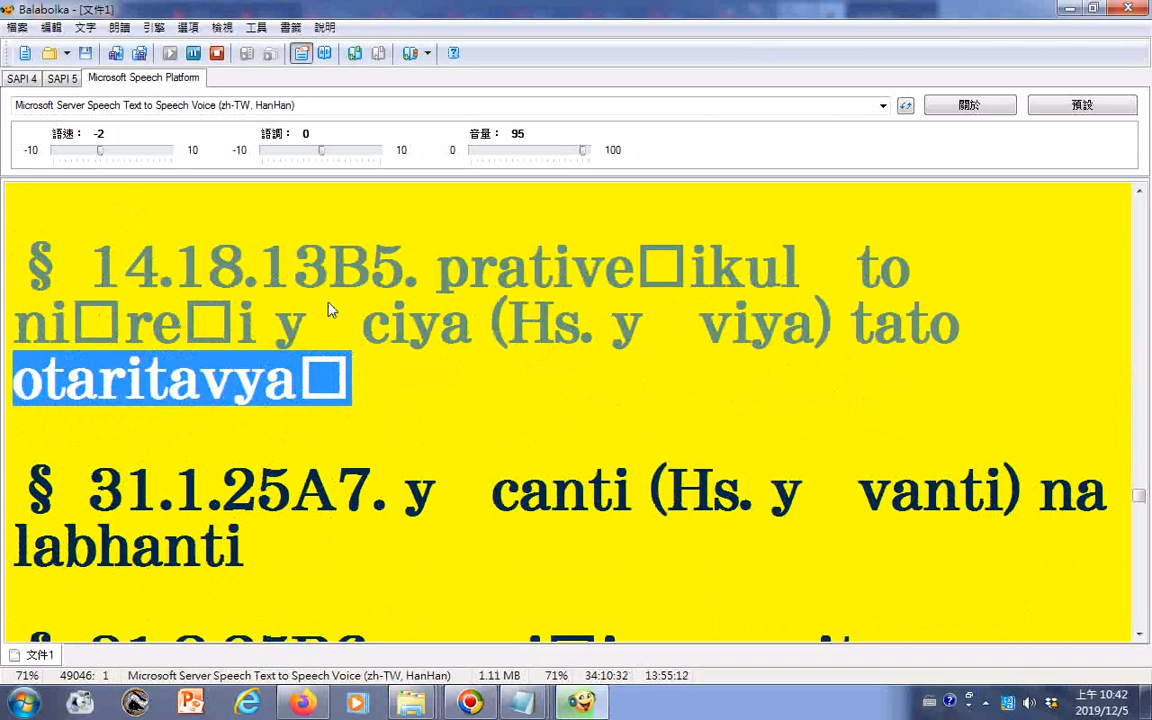 Balabolka - [文件1]
檔案 編輯 文字 朗讀 引擎 選項 檢視 工具 書籤 說明
SAPI 4 SAPI 5 Microsoft Speech Platform
Microsoft Server Speech Text to Speech Voice (zh-TW, HanHan) 關於 預設
語速： -2 語調： 0 音量： 95
-10 10 -10 10 0 100
§ 14.18.13B5. prative□ikul to
ni□re□i y ciya (Hs. y viya) tato
otaritavya□
§ 31.1.25A7. y canti (Hs. y vanti) na
labhanti
文件1
71% 49046: 1 Microsoft Server Speech Text to Speech Voice (zh-TW, HanHan) 1.11 MB 71% 34:10:32 13:55:12
上午 10:42
2019/12/5